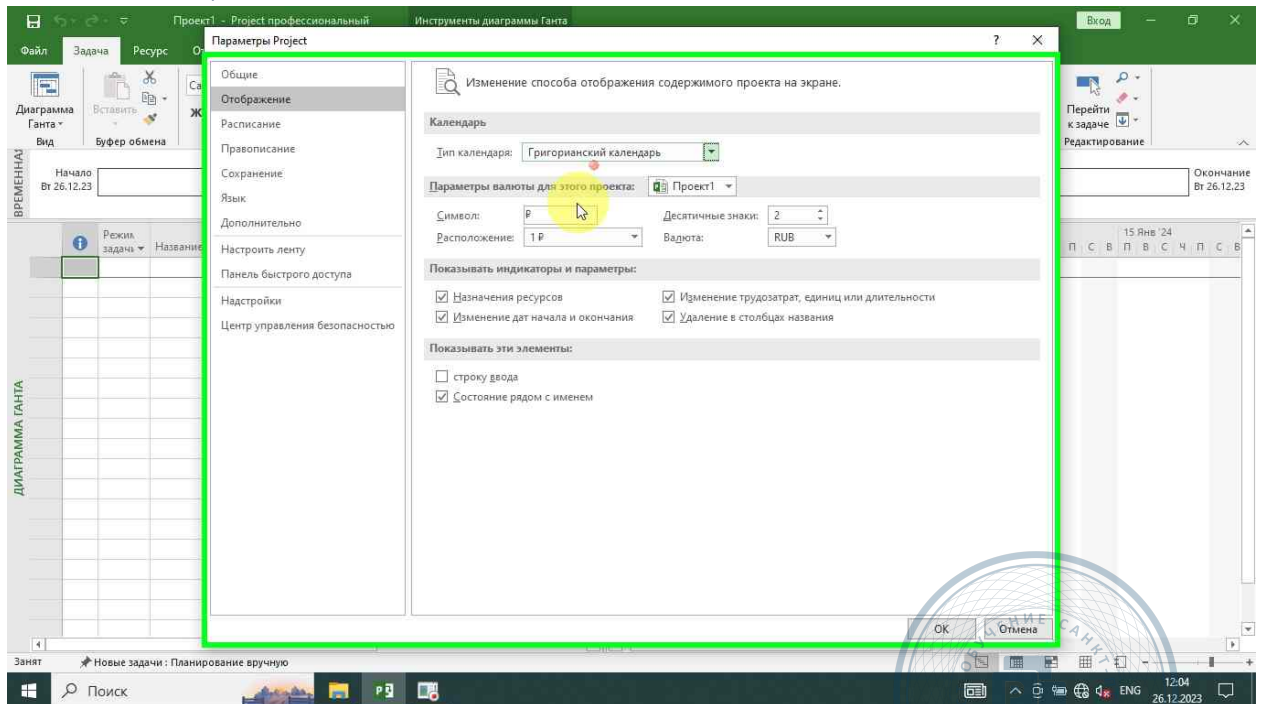 Проект1 - Project профессиональный
Инструменты диаграммы Ганта
Вход
Файл Задача Ресурс
Параметры Project ?
Диаграмма Ганта
Вставить
Ж
Вид
Буфер обмена
Перейти к задаче
Редактирование
Начало
Вт 26.12.23
Окончание
Вт 26.12.23
Режим задачи
Название
15 Янв '24
П С В П В С Ч П С В
ДИАГРАММА ГАНТА
Общие
Отображение
Расписание
Правописание
Сохранение
Язык
Дополнительно
Настроить ленту
Панель быстрого доступа
Надстройки
Центр управления безопасностью
Изменение способа отображения содержимого проекта на экране.
Календарь
Тип календаря: Григорианский календарь
Параметры валюты для этого проекта: Проект1
Символ: ₽ Десятичные знаки: 2
Расположение: 1 ₽ Валюта: RUB
Показывать индикаторы и параметры:
Назначения ресурсов Изменение трудозатрат, единиц или длительности
Изменение дат начала и окончания Удаление в столбцах названия
Показывать эти элементы:
строку ввода
Состояние рядом с именем
ОК Отмена
Занят Новые задачи : Планирование вручную
Поиск
ENG
12:04
26.12.2023